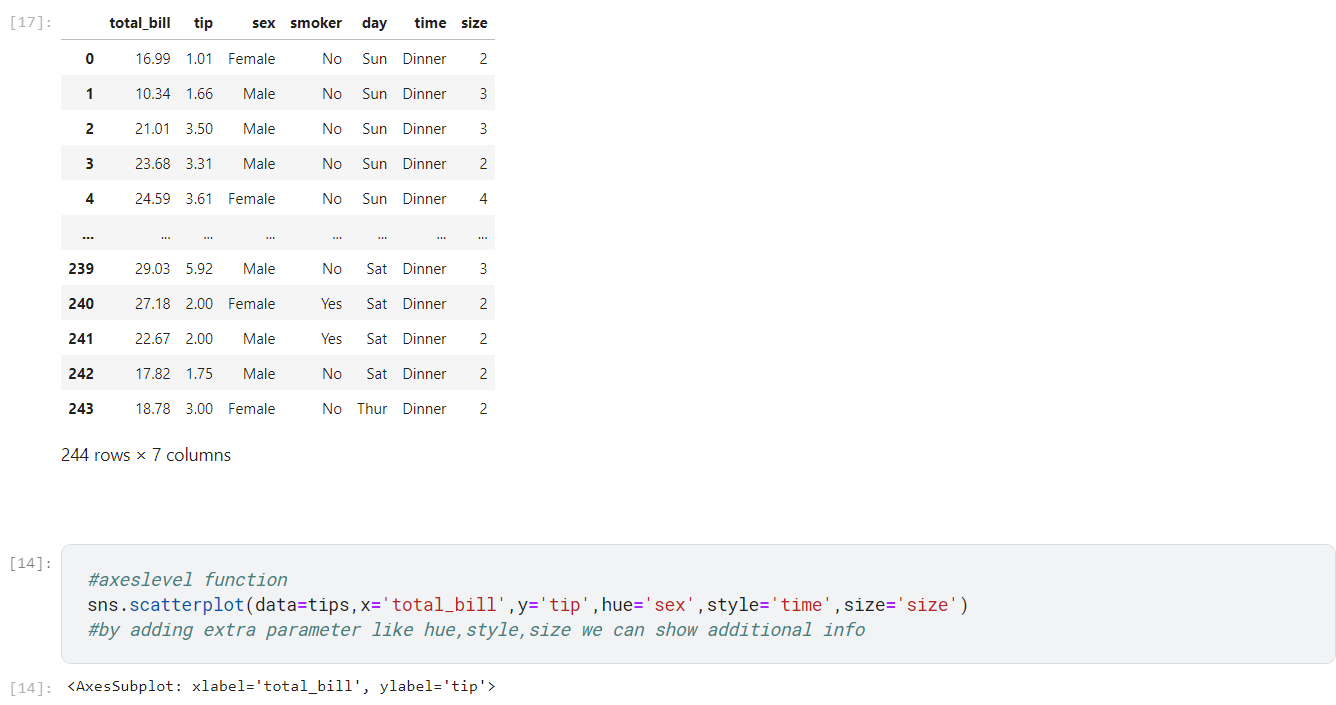 [17]:
total_bill tip sex smoker day time size
0 16.99 1.01 Female No Sun Dinner 2
1 10.34 1.66 Male No Sun Dinner 3
2 21.01 3.50 Male No Sun Dinner 3
3 23.68 3.31 Male No Sun Dinner 2
4 24.59 3.61 Female No Sun Dinner 4
... ... ... ... ... ... ... ...
239 29.03 5.92 Male No Sat Dinner 3
240 27.18 2.00 Female Yes Sat Dinner 2
241 22.67 2.00 Male Yes Sat Dinner 2
242 17.82 1.75 Male No Sat Dinner 2
243 18.78 3.00 Female No Thur Dinner 2
244 rows × 7 columns
[14]:
#axeslevel function
sns.scatterplot(data=tips,x='total_bill',y='tip',hue='sex',style='time',size='size')
#by adding extra parameter like hue,style,size we can show additional info
[14]: <AxesSubplot: xlabel='total_bill', ylabel='tip'>